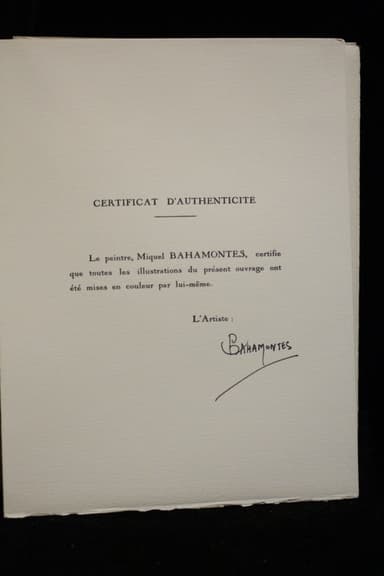 CERTIFICAT D'AUTHENTICITE
Le peintre, Miquel BAHAMONTES, certifie
que toutes les illustrations du présent ouvrage ont
été mises en couleur par lui-même.
L'Artiste :
BAHAMONTES